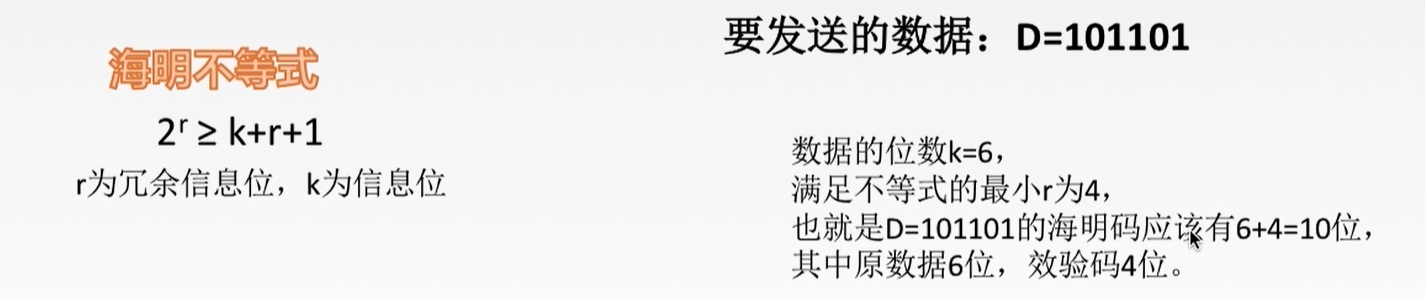 海明不等式
2ʳ ≥ k+r+1
r为冗余信息位，k为信息位
要发送的数据：D=101101
数据的位数k=6，
满足不等式的最小r为4，
也就是D=101101的海明码应该有6+4=10位，
其中原数据6位，效验码4位。